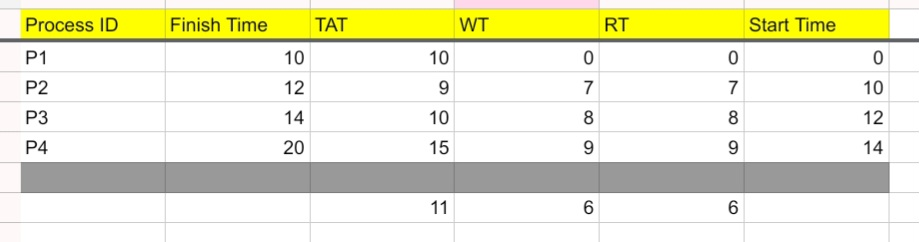 Process ID Finish Time TAT WT RT Start Time
P1 10 10 0 0 0
P2 12 9 7 7 10
P3 14 10 8 8 12
P4 20 15 9 9 14
11 6 6